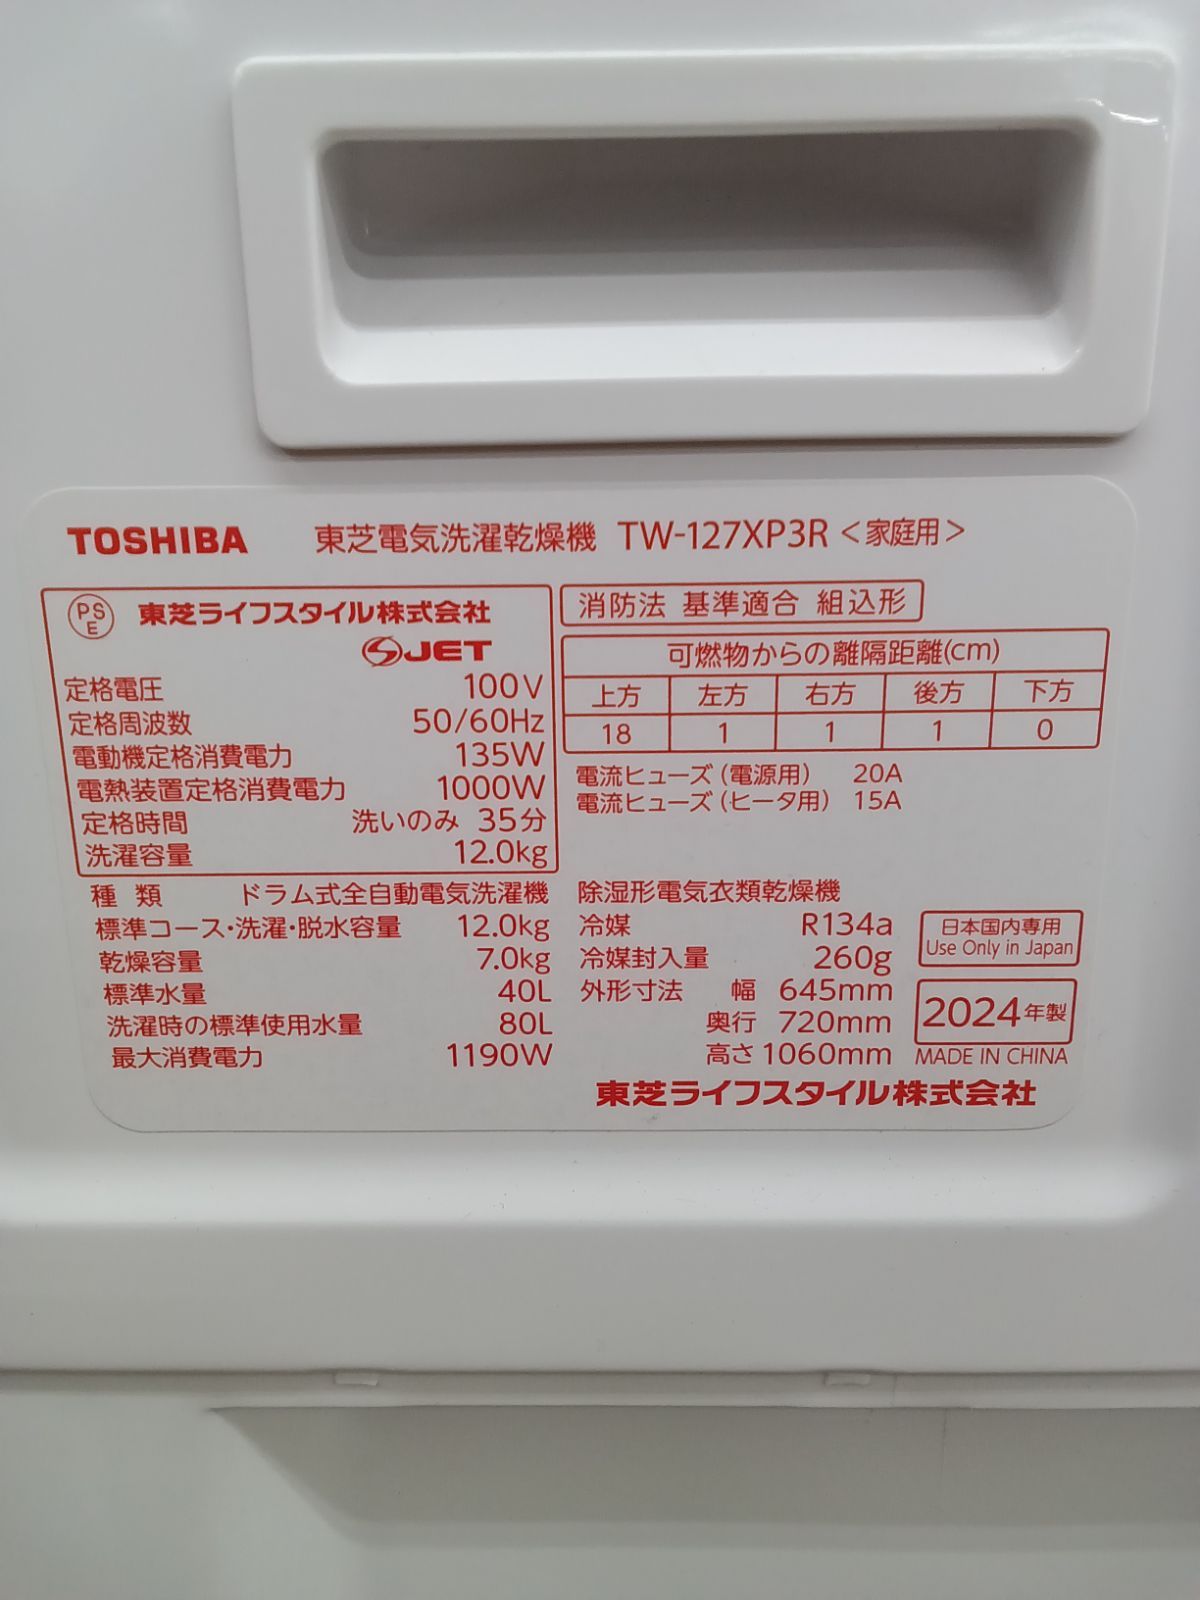 TOSHIBA 東芝電気洗濯乾燥機 TW-127XP3R <家庭用>
PS E 東芝ライフスタイル株式会社
JET
定格電圧 100V
定格周波数 50/60Hz
電動機定格消費電力 135W
電熱装置定格消費電力 1000W
定格時間 洗いのみ 35分
洗濯容量 12.0kg
種類 ドラム式全自動電気洗濯機
標準コース・洗濯・脱水容量 12.0kg
乾燥容量 7.0kg
標準水量 40L
洗濯時の標準使用水量 80L
最大消費電力 1190W
消防法 基準適合 組込形
可燃物からの離隔距離(cm)
上方 左方 右方 後方 下方
18 1 1 1 0
電流ヒューズ(電源用) 20A
電流ヒューズ(ヒータ用) 15A
除湿形電気衣類乾燥機
冷媒 R134a
冷媒封入量 260g
外形寸法 幅 645mm
奥行 720mm
高さ 1060mm
日本国内専用
Use Only in Japan
2024年製
MADE IN CHINA
東芝ライフスタイル株式会社